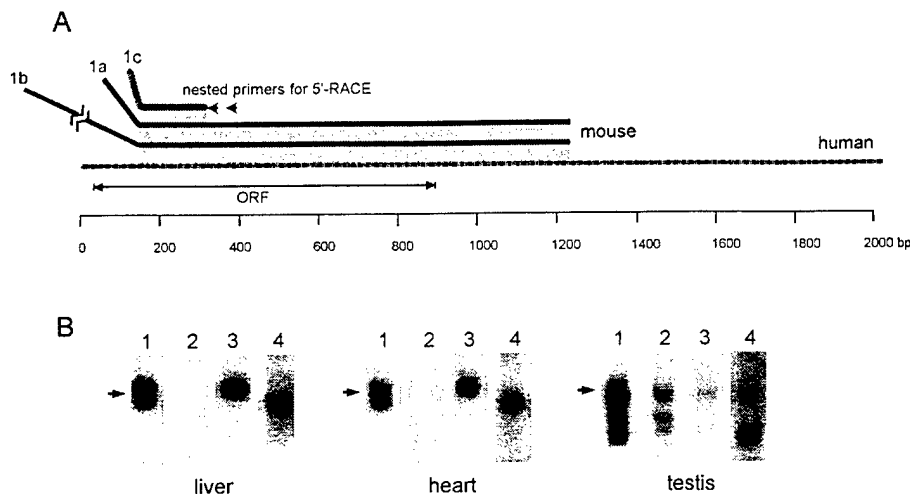 A
1b
1a
1c
nested primers for 5'-RACE
mouse
human
ORF
0 200 400 600 800 1000 1200 1400 1600 1800 2000 bp
B
1 2 3 4
1 2 3 4
1 2 3 4
liver
heart
testis